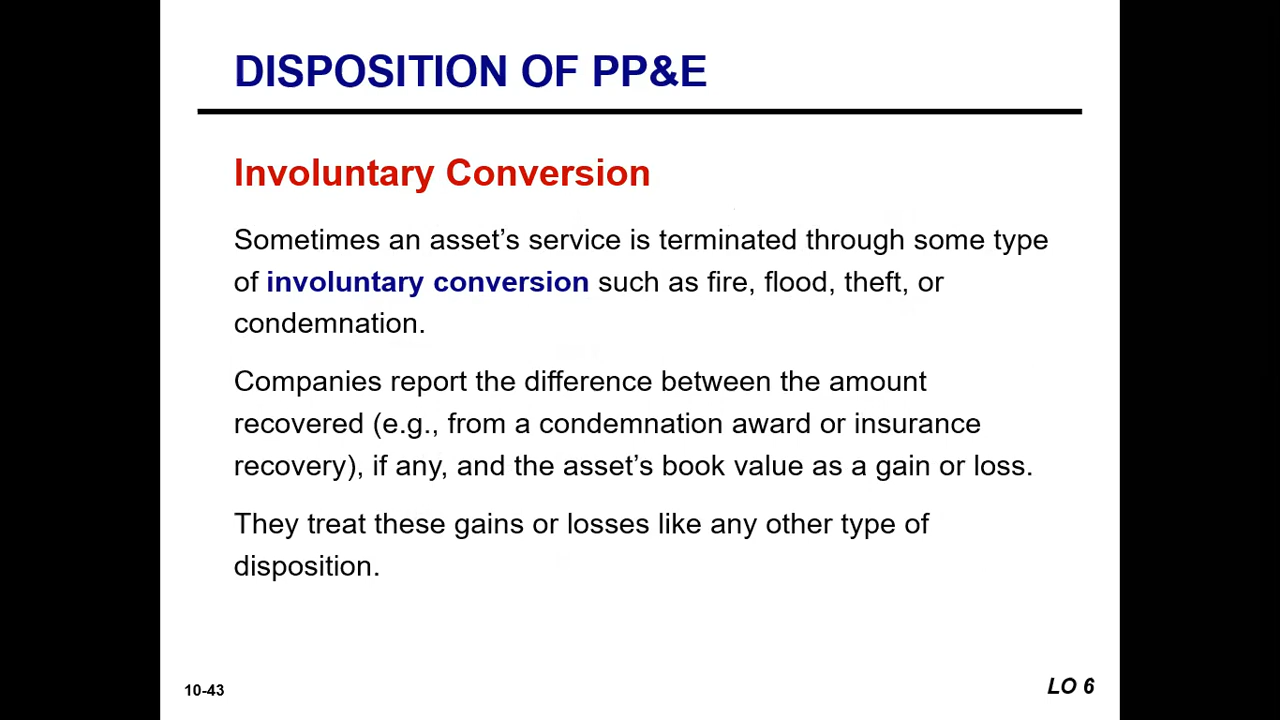 DISPOSITION OF PP&E
Involuntary Conversion
Sometimes an asset’s service is terminated through some type
of involuntary conversion such as fire, flood, theft, or
condemnation.
Companies report the difference between the amount
recovered (e.g., from a condemnation award or insurance
recovery), if any, and the asset’s book value as a gain or loss.
They treat these gains or losses like any other type of
disposition.
10-43
LO 6